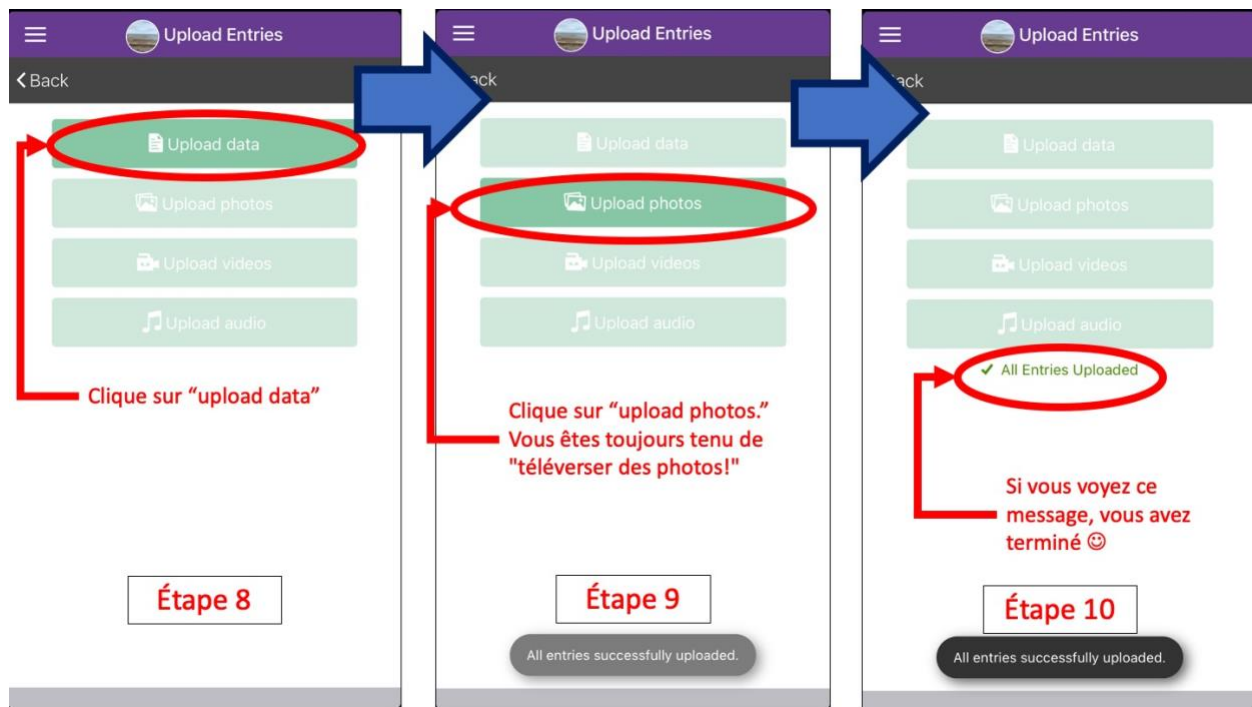 Upload Entries
Back
Upload data
Upload photos
Upload videos
Upload audio
Clique sur “upload data”
Étape 8
Upload Entries
ack
Upload data
Upload photos
Upload videos
Upload audio
Clique sur “upload photos.”
Vous êtes toujours tenu de
"téléverser des photos!"
Étape 9
All entries successfully uploaded.
Upload Entries
ack
Upload data
Upload photos
Upload videos
Upload audio
✓ All Entries Uploaded
Si vous voyez ce
message, vous avez
terminé ☺
Étape 10
All entries successfully uploaded.